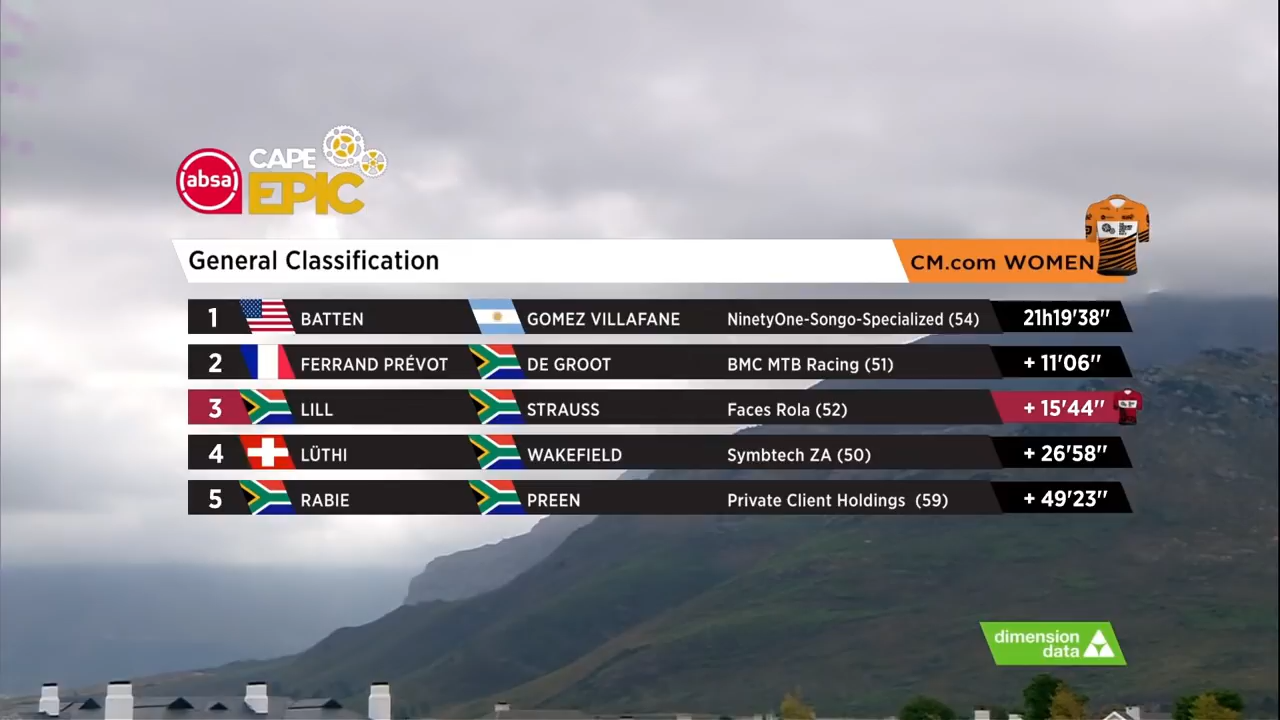 absa CAPE EPIC
General Classification CM.com WOMEN
1 BATTEN GOMEZ VILLAFANE NinetyOne-Songo-Specialized (54) 21h19'38''
2 FERRAND PRÉVOT DE GROOT BMC MTB Racing (51) + 11'06''
3 LILL STRAUSS Faces Rola (52) + 15'44''
4 LÜTHI WAKEFIELD Symbtech ZA (50) + 26'58''
5 RABIE PREEN Private Client Holdings (59) + 49'23''
dimension
data